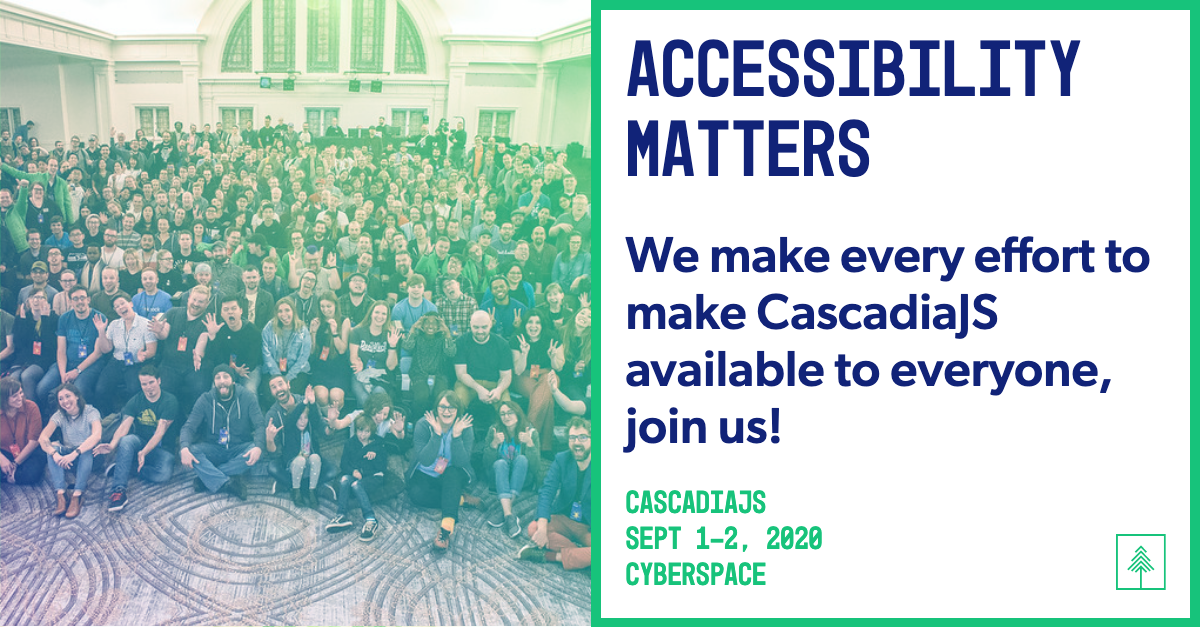 ACCESSIBILITY
MATTERS
We make every effort to
make CascadiaJS
available to everyone,
join us!
CASCADIAJS
SEPT 1-2, 2020
CYBERSPACE